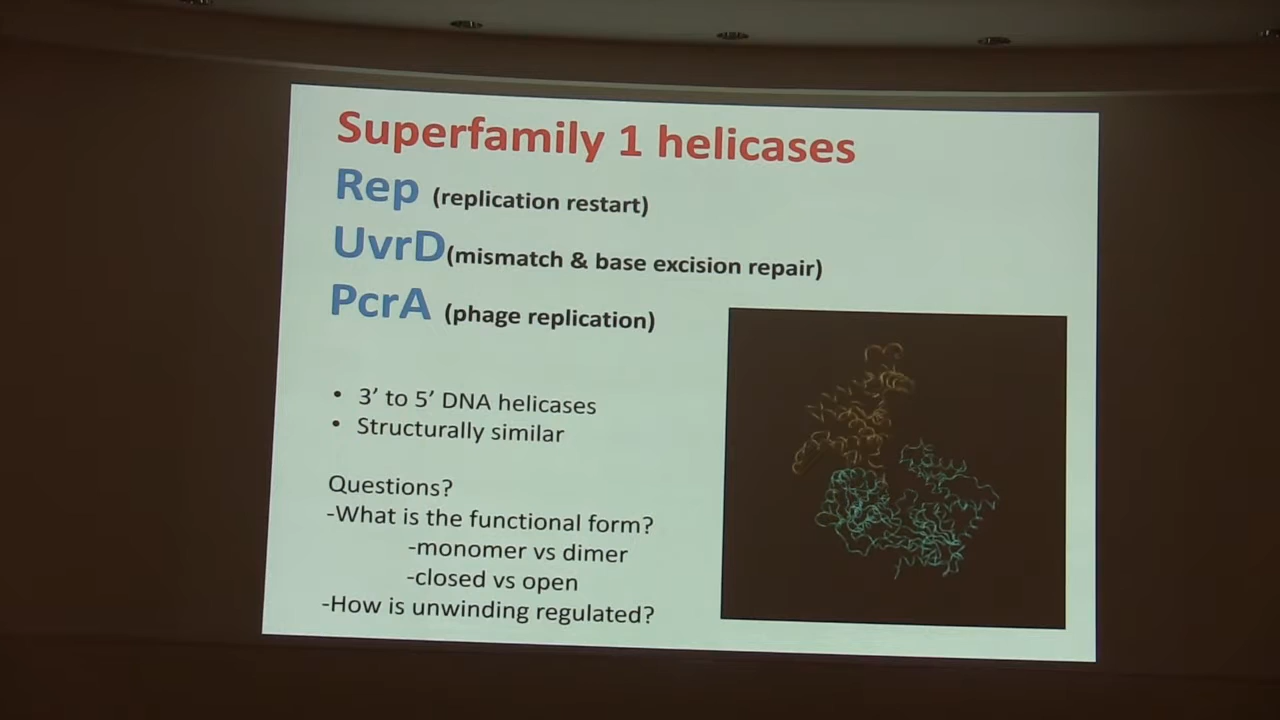 Superfamily 1 helicases
Rep (replication restart)
UvrD(mismatch & base excision repair)
PcrA (phage replication)
• 3’ to 5’ DNA helicases
• Structurally similar
Questions?
-What is the functional form?
-monomer vs dimer
-closed vs open
-How is unwinding regulated?